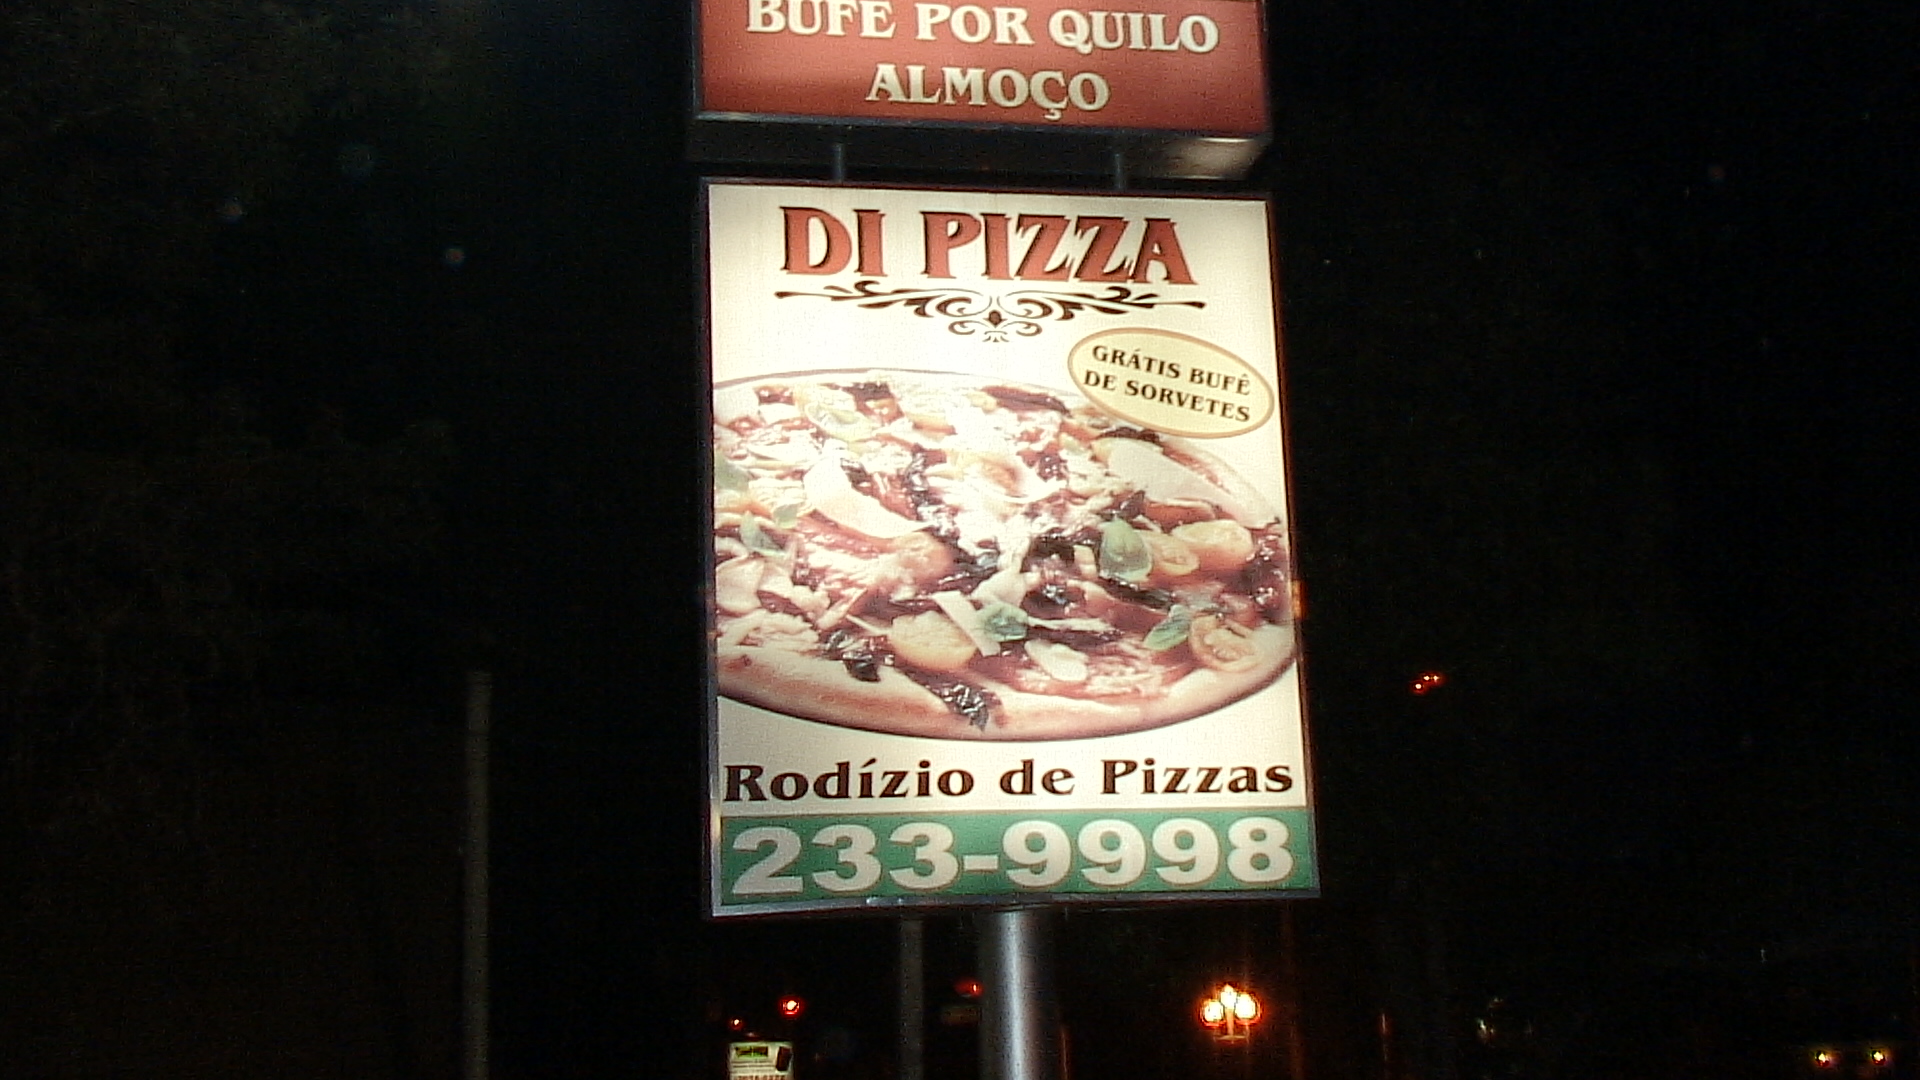 BUFÊ POR QUILO
ALMOÇO
DI PIZZA
GRÁTIS BUFÊ
DE SORVETES
Rodízio de Pizzas
233-9998